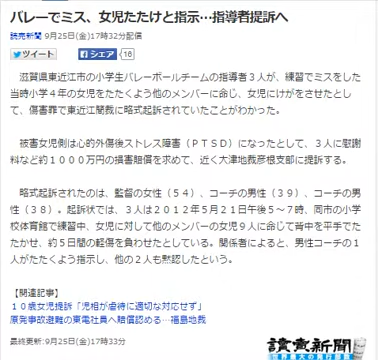 バレーでミス、女児たたけと指示…指導者提訴へ
読売新聞 9月25日(金)17時32分配信
ツイート シェア 18
滋賀県東近江市の小学生バレーボールチームの指導者3人が、練習でミスをした
当時小学4年の女児をたたくよう他のメンバーに命じ、女児にけがをさせたとし
て、傷害罪で東近江簡裁に略式起訴されていたことがわかった。
被害女児側は心的外傷後ストレス障害（PTSD）になったとして、3人に慰謝
料など約1000万円の損害賠償を求めて、近く大津地裁彦根支部に提訴する。
略式起訴されたのは、監督の女性（54）、コーチの男性（39）、コーチの男
性（38）。起訴状では、3人は2012年5月21日午後5～7時、同市の小学
校体育館で練習中、女児に対して他のメンバーの女児9人に命じて背中を平手でた
たかせ、約5日間の軽傷を負わせたとしている。関係者によると、男性コーチの1
人がたたくよう指示し、他の2人も黙認したという。
【関連記事】
10歳女児提訴「児相が虐待に適切な対応せず」
原発事故避難の東電社員へ賠償認める…福島地裁
最終更新:9月25日(金)17時33分
読売新聞
世界最大の発行部数